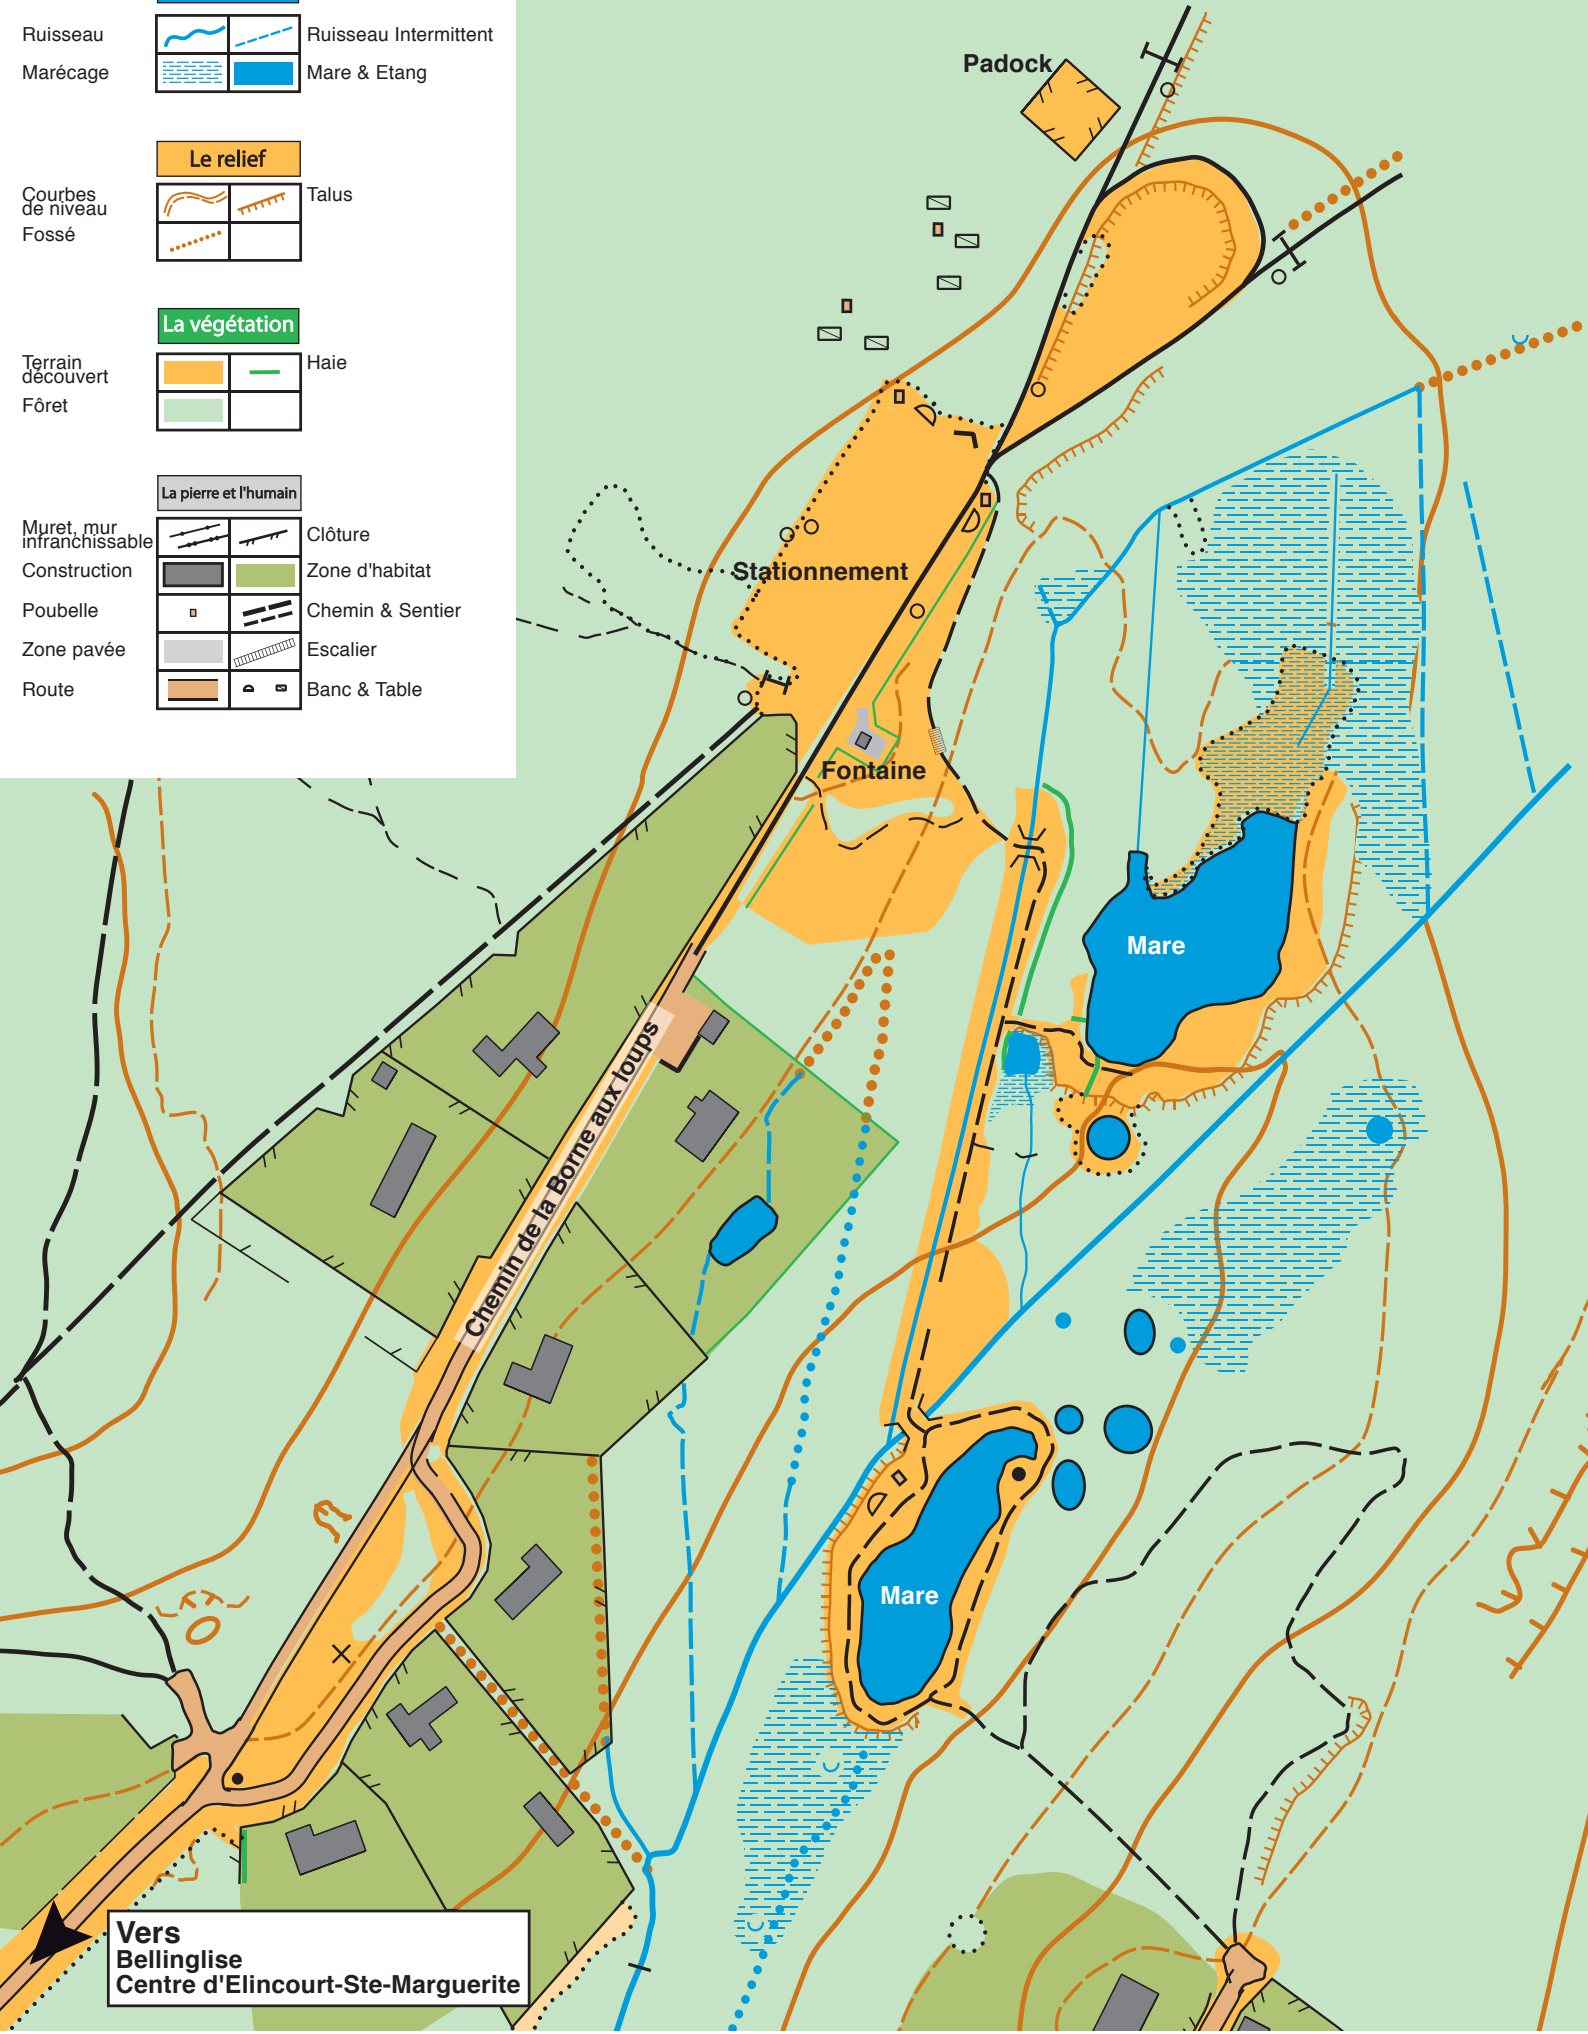 Ruisseau
Ruisseau Intermittent
Marécage
Mare & Etang
Le relief
Courbes
de niveau
Talus
Fossé
La végétation
Terrain
découvert
Haie
Fôret
La pierre et l'humain
Muret, mur
infranchissable
Clôture
Construction
Zone d'habitat
Poubelle
Chemin & Sentier
Zone pavée
Escalier
Route
Banc & Table
Padock
Stationnement
Fontaine
Mare
Chemin de la Borne aux loups
Mare
Vers
Bellinglise
Centre d'Elincourt-Ste-Marguerite